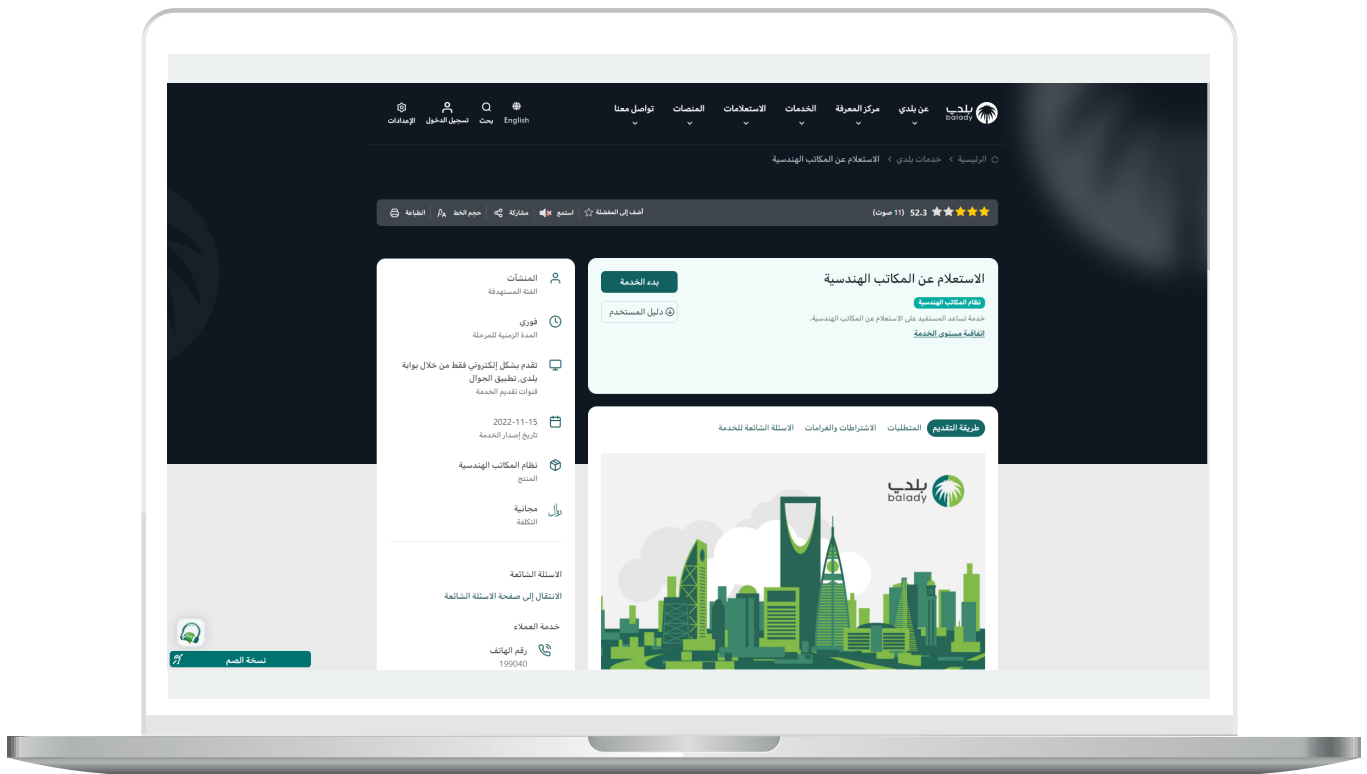 بلدي
balady
عن بلدي
مركز المعرفة
الخدمات
الاستعلامات
المنصات
تواصل معنا
English
بحث
تسجيل الدخول
الإعدادات
الرئيسية › خدمات بلدي › الاستعلام عن المكاتب الهندسية
52.3 (11 صوت)
أضف إلى المفضلة
استمع
مشاركة
حجم الخط
الطباعة
الاستعلام عن المكاتب الهندسية
نظام المكاتب الهندسية
خدمة تساعد المستفيد على الاستعلام عن المكاتب الهندسية.
اتفاقية مستوى الخدمة
بدء الخدمة
دليل المستخدم
طريقة التقديم
المتطلبات
الاشتراطات والغرامات
الاسئلة الشائعة للخدمة
بلدي
balady
المنشآت
الفئة المستهدفة
فوري
المدة الزمنية للمرحلة
تقدم بشكل إلكتروني فقط من خلال بوابة
بلدي, تطبيق الجوال
قنوات تقديم الخدمة
2022-11-15
تاريخ إصدار الخدمة
نظام المكاتب الهندسية
المنتج
مجانية
التكلفة
الاسئلة الشائعة
الانتقال إلى صفحة الاسئلة الشائعة
خدمة العملاء
رقم الهاتف
199040
نسخة الصم